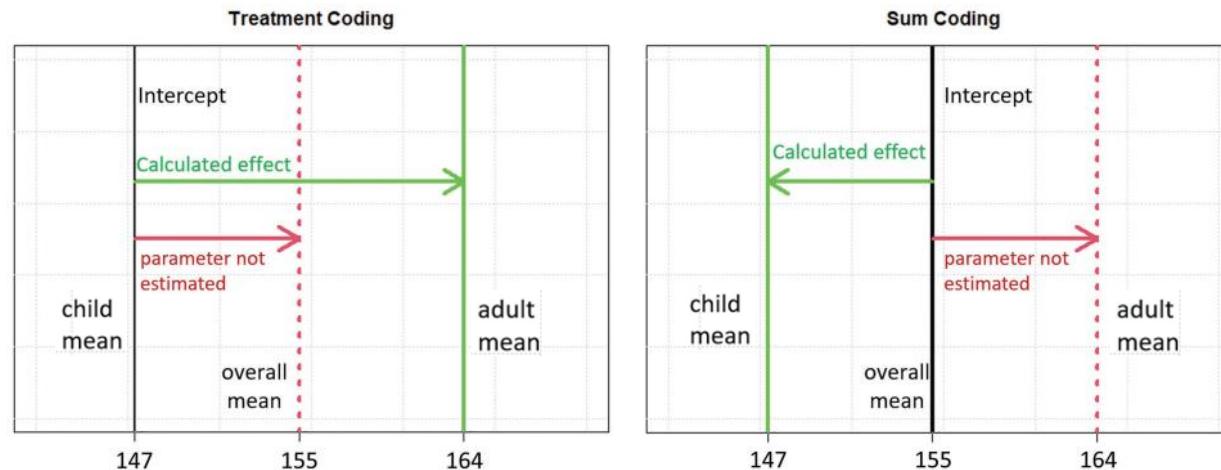 Treatment Coding
Intercept
Calculated effect
parameter not
estimated
child
mean
adult
mean
overall
mean
147
155
164
Sum Coding
Intercept
Calculated effect
parameter not
estimated
child
mean
adult
mean
overall
mean
147
155
164